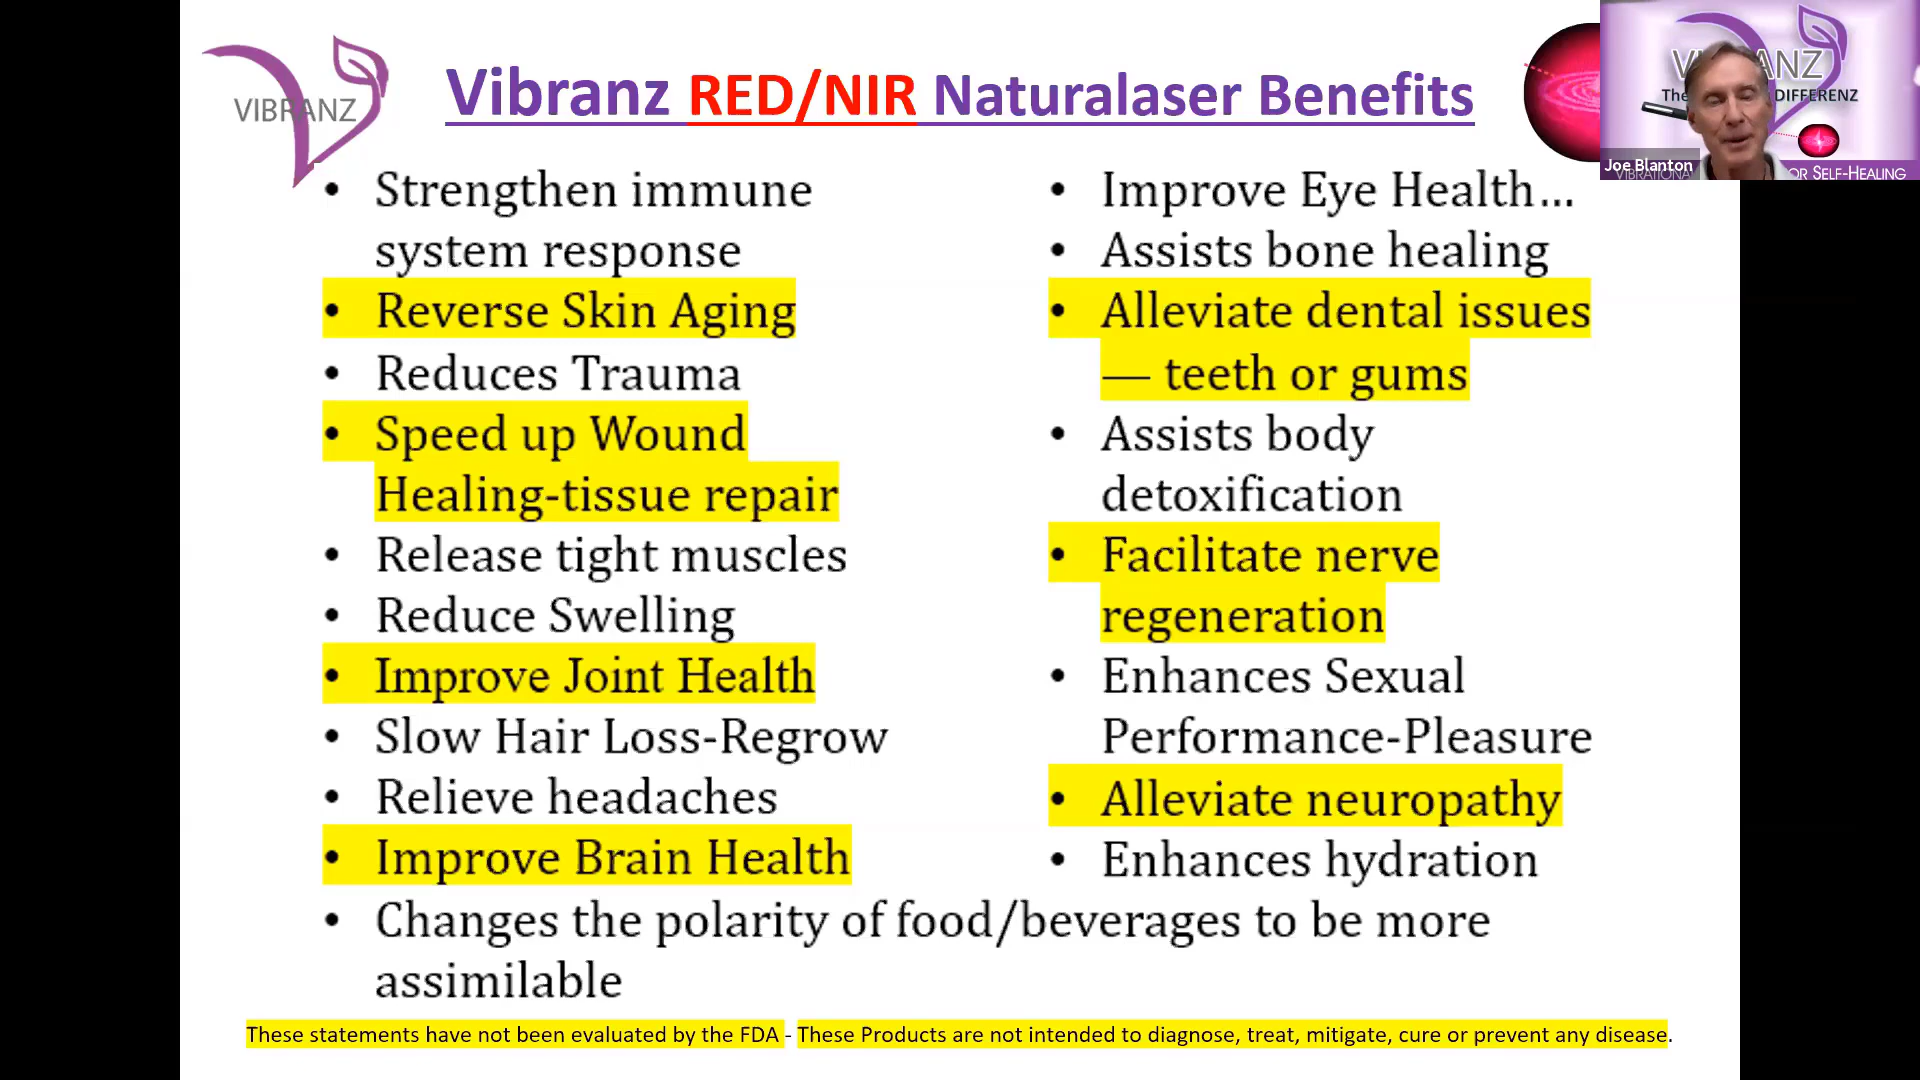 VIBRANZ
Vibranz RED/NIR Naturalaser Benefits
• Strengthen immune
system response
• Reverse Skin Aging
• Reduces Trauma
• Speed up Wound
Healing-tissue repair
• Release tight muscles
• Reduce Swelling
• Improve Joint Health
• Slow Hair Loss-Regrow
• Relieve headaches
• Improve Brain Health
• Changes the polarity of food/beverages to be more
assimilable
• Improve Eye Health...
• Assists bone healing
• Alleviate dental issues
— teeth or gums
• Assists body
detoxification
• Facilitate nerve
regeneration
• Enhances Sexual
Performance-Pleasure
• Alleviate neuropathy
• Enhances hydration
These statements have not been evaluated by the FDA - These Products are not intended to diagnose, treat, mitigate, cure or prevent any disease.
The DIFFERENZ
Joe Blanton
OR SELF-HEALING